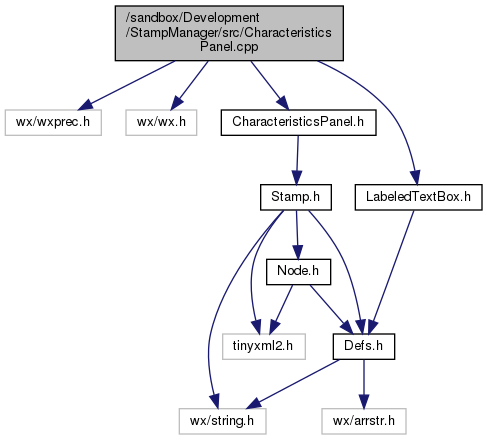 /sandbox/Development
/StampManager/src/Characteristics
Panel.cpp
wx/wxprec.h
wx/wx.h
CharacteristicsPanel.h
Stamp.h
LabeledTextBox.h
Node.h
tinyxml2.h
Defs.h
wx/string.h
wx/arrstr.h